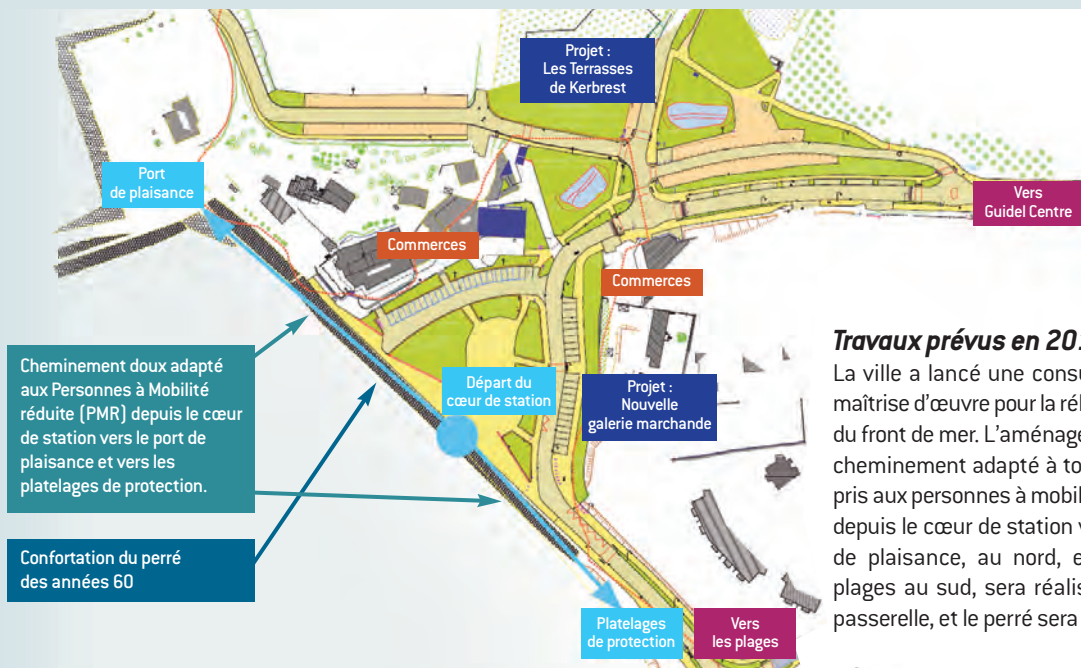 Projet :
Les Terrasses
de Kerbrest
Port
de plaisance
Vers
Guidel Centre
Commerces
Commerces
Cheminement doux adapté
aux Personnes à Mobilité
réduite (PMR) depuis le cœur
de station vers le port de
plaisance et vers les
platelages de protection.
Départ du
cœur de station
Projet :
Nouvelle
galerie marchande
Confortation du perré
des années 60
Platelages
de protection
Vers
les plages
Travaux prévus en 20
La ville a lancé une consu
maîtrise d'œuvre pour la ré
du front de mer. L'aménage
cheminement adapté à to
pris aux personnes à mobil
depuis le cœur de station v
de plaisance, au nord, e
plages au sud, sera réalis
passerelle, et le perré sera